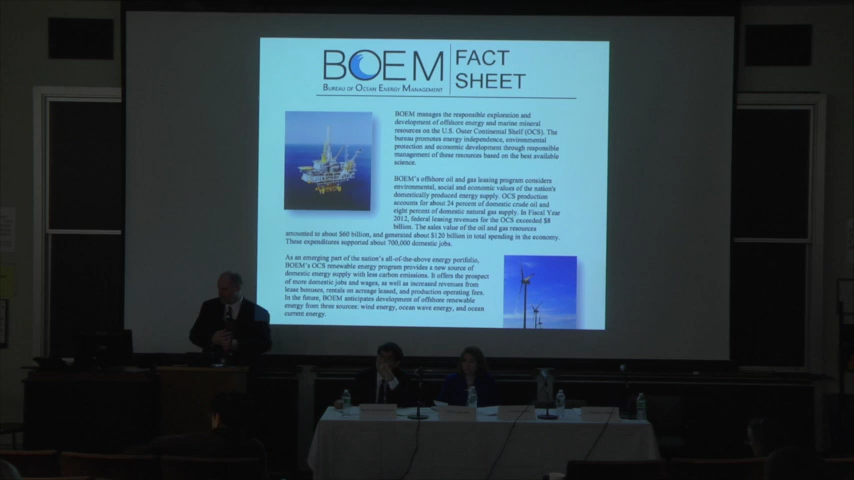 BOEM
FACT
SHEET
BUREAU OF OCEAN ENERGY MANAGEMENT
BOEM manages the responsible exploration and
development of offshore energy and marine mineral
resources on the U.S. Outer Continental Shelf (OCS). The
bureau promotes energy independence, environmental
protection and economic development through responsible
management of these resources based on the best available
science.
BOEM's offshore oil and gas leasing program considers
environmental, social and economic values of the nation's
domestically produced energy supply. OCS production
accounts for about 24 percent of domestic crude oil and
eight percent of domestic natural gas supply. In Fiscal Year
2012, federal leasing revenues for the OCS exceeded $8
billion. The sales value of the oil and gas resources
amounted to about $60 billion, and generated about $120 billion in total spending in the economy.
These expenditures supported about 700,000 domestic jobs.
As an emerging part of the nation's all-of-the-above energy portfolio,
BOEM's OCS renewable energy program provides a new source of
domestic energy supply with less carbon emissions. It offers the prospect
of more domestic jobs and wages, as well as increased revenues from
lease bonuses, rentals on acreage leased, and production operating fees.
In the future, BOEM anticipates development of offshore renewable
energy from three sources: wind energy, ocean wave energy, and ocean
current energy.